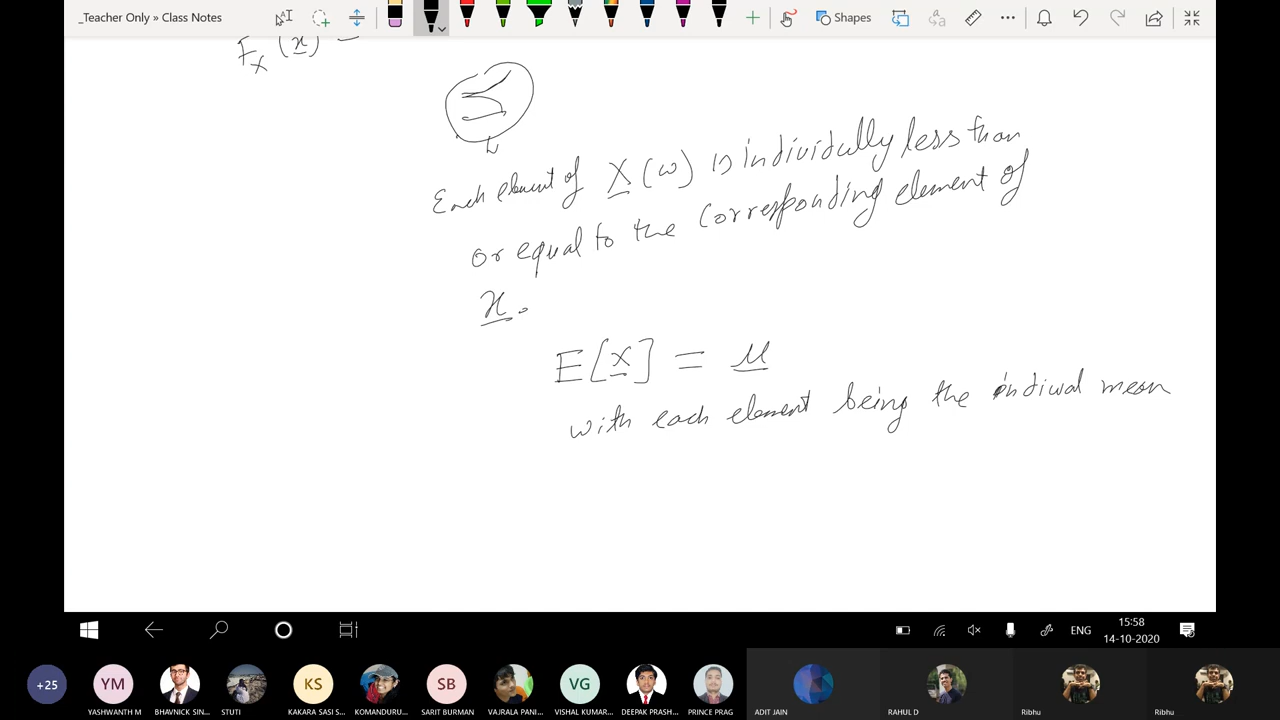 _Teacher Only » Class Notes
Shapes
F_X (x) =
≤
Each element of X(ω) is individully less than
or equal to the corresponding element of
x.
E[X] = μ
with each element being the indiwal mean
15:58
ENG
14-10-2020
+25
YM
KS
SB
VG
YASHWANTH M
BHAVNICK SIN...
STUTI
KAKARA SASI S...
KOMANDURU...
SARIT BURMAN
VAJRALA PANI...
VISHAL KUMAR...
DEEPAK PRASH...
PRINCE PRAG
ADIT JAIN
RAHUL D
Ribhu
Ribhu